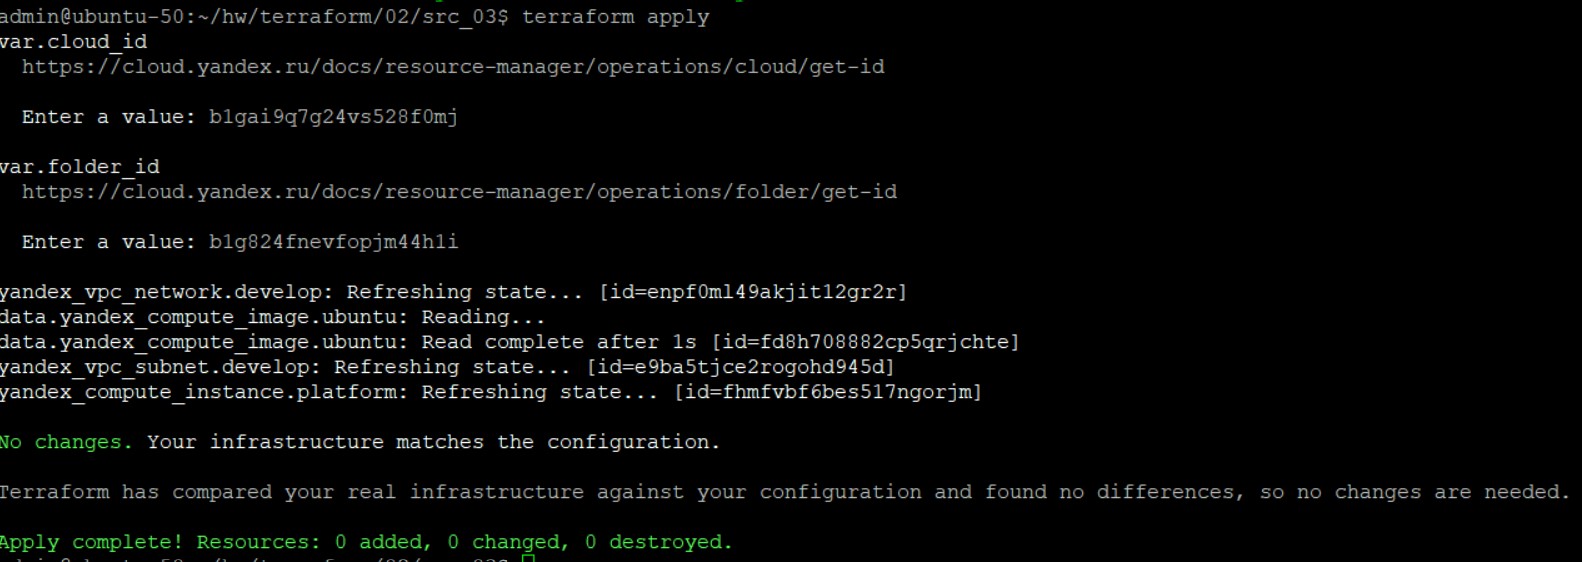 admin@ubuntu-50:~/hw/terraform/02/src_03$ terraform apply
var.cloud_id
https://cloud.yandex.ru/docs/resource-manager/operations/cloud/get-id
Enter a value: b1gai9q7g24vs528f0mj
var.folder_id
https://cloud.yandex.ru/docs/resource-manager/operations/folder/get-id
Enter a value: b1g824fnevfopjm44h1i
yandex_vpc_network.develop: Refreshing state... [id=enpf0ml49akjit12gr2r]
data.yandex_compute_image.ubuntu: Reading...
data.yandex_compute_image.ubuntu: Read complete after 1s [id=fd8h708882cp5qrjchte]
yandex_vpc_subnet.develop: Refreshing state... [id=e9ba5tjce2rogohd945d]
yandex_compute_instance.platform: Refreshing state... [id=fhmfvbf6bes517ngorjm]
No changes. Your infrastructure matches the configuration.
Terraform has compared your real infrastructure against your configuration and found no differences, so no changes are needed.
Apply complete! Resources: 0 added, 0 changed, 0 destroyed.